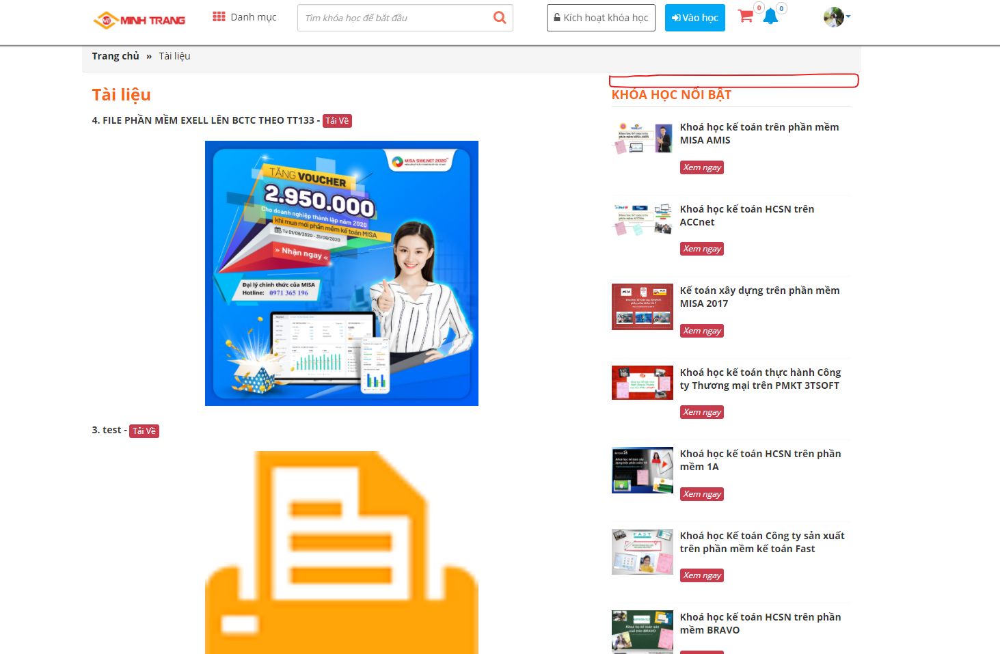 MINH TRANG
Danh mục
Tìm khóa học để bắt đầu
Kích hoạt khóa học
Vào học
0
0
Trang chủ » Tài liệu
Tài liệu
4. FILE PHẦN MỀM EXELL LÊN BCTC THEO TT133 - Tải Về
MISA SME.NET 2020
TẶNG VOUCHER
2.950.000
Cho doanh nghiệp thành lập năm 2020
Khi mua mới phần mềm kế toán MISA
Từ 01/08/2020 - 31/08/2020
» Nhận ngay «
Đại lý chính thức của MISA
Hotline: 0971 365 196
3. test - Tải Về
KHÓA HỌC NỔI BẬT
Khoá học kế toán trên phần mềm
MISA AMIS
Xem ngay
Khoá học kế toán HCSN trên
ACCnet
Xem ngay
Kế toán xây dựng trên phần mềm
MISA 2017
Xem ngay
Khoá học kế toán thực hành Công
ty Thương mại trên PMKT 3TSOFT
Xem ngay
Khoá học kế toán HCSN trên phần
mềm 1A
Xem ngay
Khoá học Kế toán Công ty sản xuất
trên phần mềm kế toán Fast
Xem ngay
Khoá học kế toán HCSN trên phần
mềm BRAVO